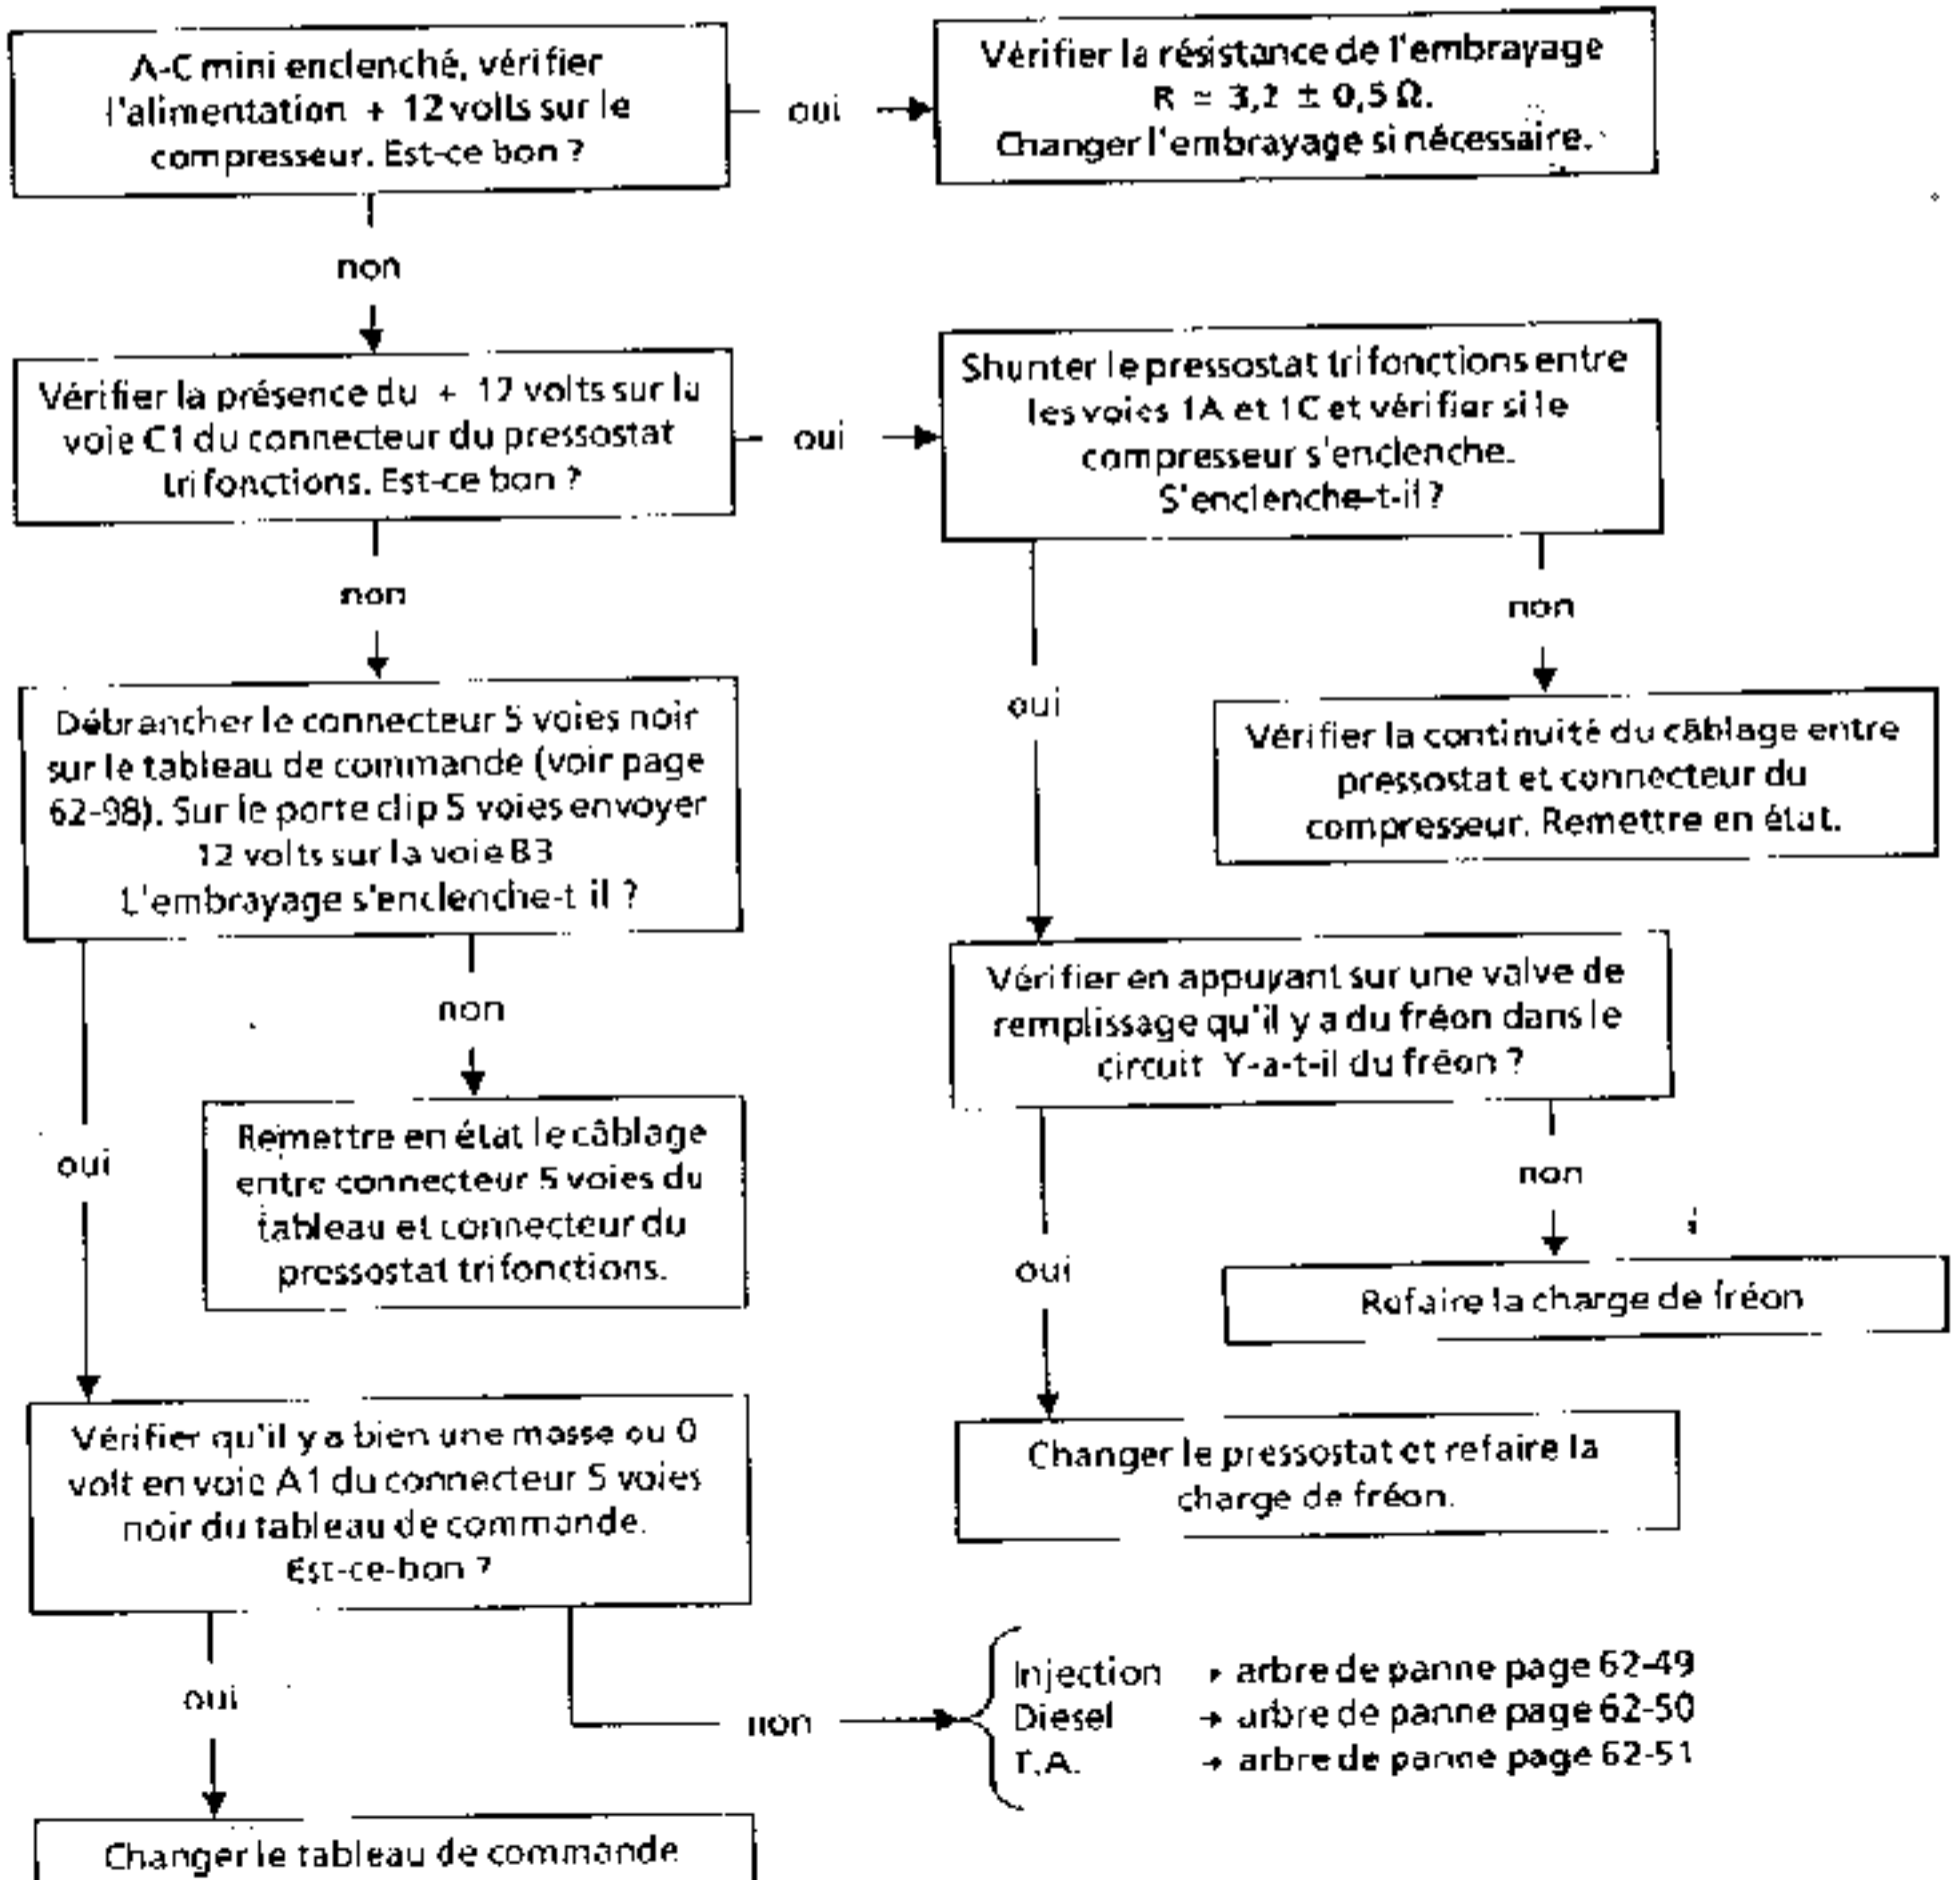 A-C mini enclenché, vérifier
l'alimentation + 12 volts sur le
compresseur. Est-ce bon ?
oui
Vérifier la résistance de l'embrayage
R = 3,2 ± 0,5 Ω.
Changer l'embrayage si nécessaire.
non
Vérifier la présence du + 12 volts sur la
voie C1 du connecteur du pressostat
trifonctions. Est-ce bon ?
oui
Shunter le pressostat trifonctions entre
les voies 1A et 1C et vérifier si le
compresseur s'enclenche.
S'enclenche-t-il ?
non
non
oui
Débrancher le connecteur 5 voies noir
sur le tableau de commande (voir page
62-98). Sur le porte clip 5 voies envoyer
12 volts sur la voie B3
L'embrayage s'enclenche-t il ?
Vérifier la continuité du câblage entre
pressostat et connecteur du
compresseur. Remettre en état.
non
Vérifier en appuyant sur une valve de
remplissage qu'il y a du fréon dans le
circuit Y-a-t-il du fréon ?
oui
Remettre en état le câblage
entre connecteur 5 voies du
tableau et connecteur du
pressostat trifonctions.
non
oui
Refaire la charge de fréon
Vérifier qu'il y a bien une masse ou 0
volt en voie A1 du connecteur 5 voies
noir du tableau de commande.
Est-ce-bon ?
Changer le pressostat et refaire la
charge de fréon.
oui
non
Injection → arbre de panne page 62-49
Diesel → arbre de panne page 62-50
T.A. → arbre de panne page 62-51
Changer le tableau de commande